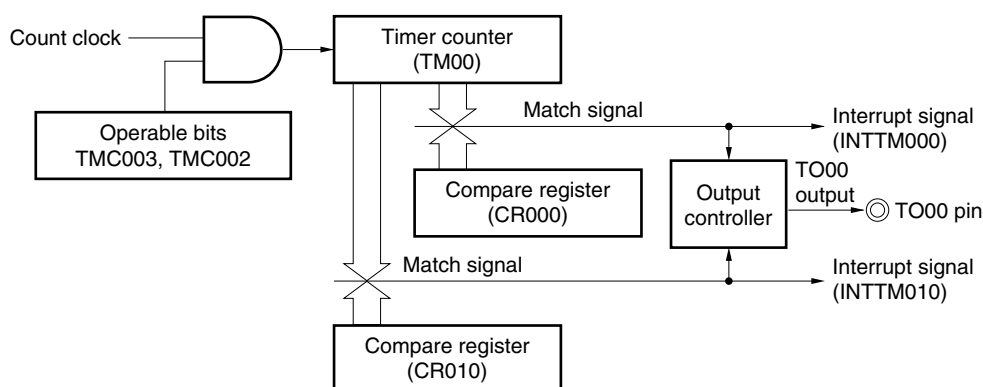 Count clock
Timer counter
(TM00)
Operable bits
TMC003, TMC002
Match signal
Interrupt signal
(INTTM000)
Compare register
(CR000)
Output
controller
TO00
output
TO00 pin
Match signal
Interrupt signal
(INTTM010)
Compare register
(CR010)